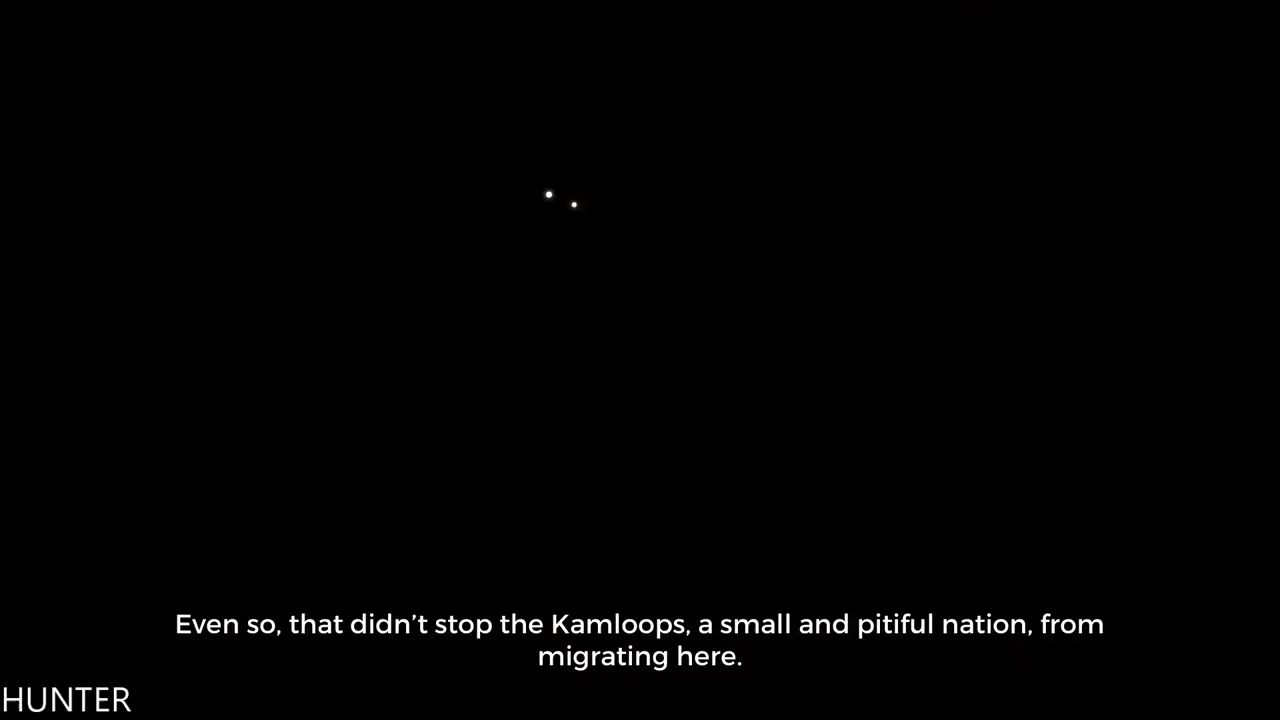 Even so, that didn’t stop the Kamloops, a small and pitiful nation, from
migrating here.
HUNTER